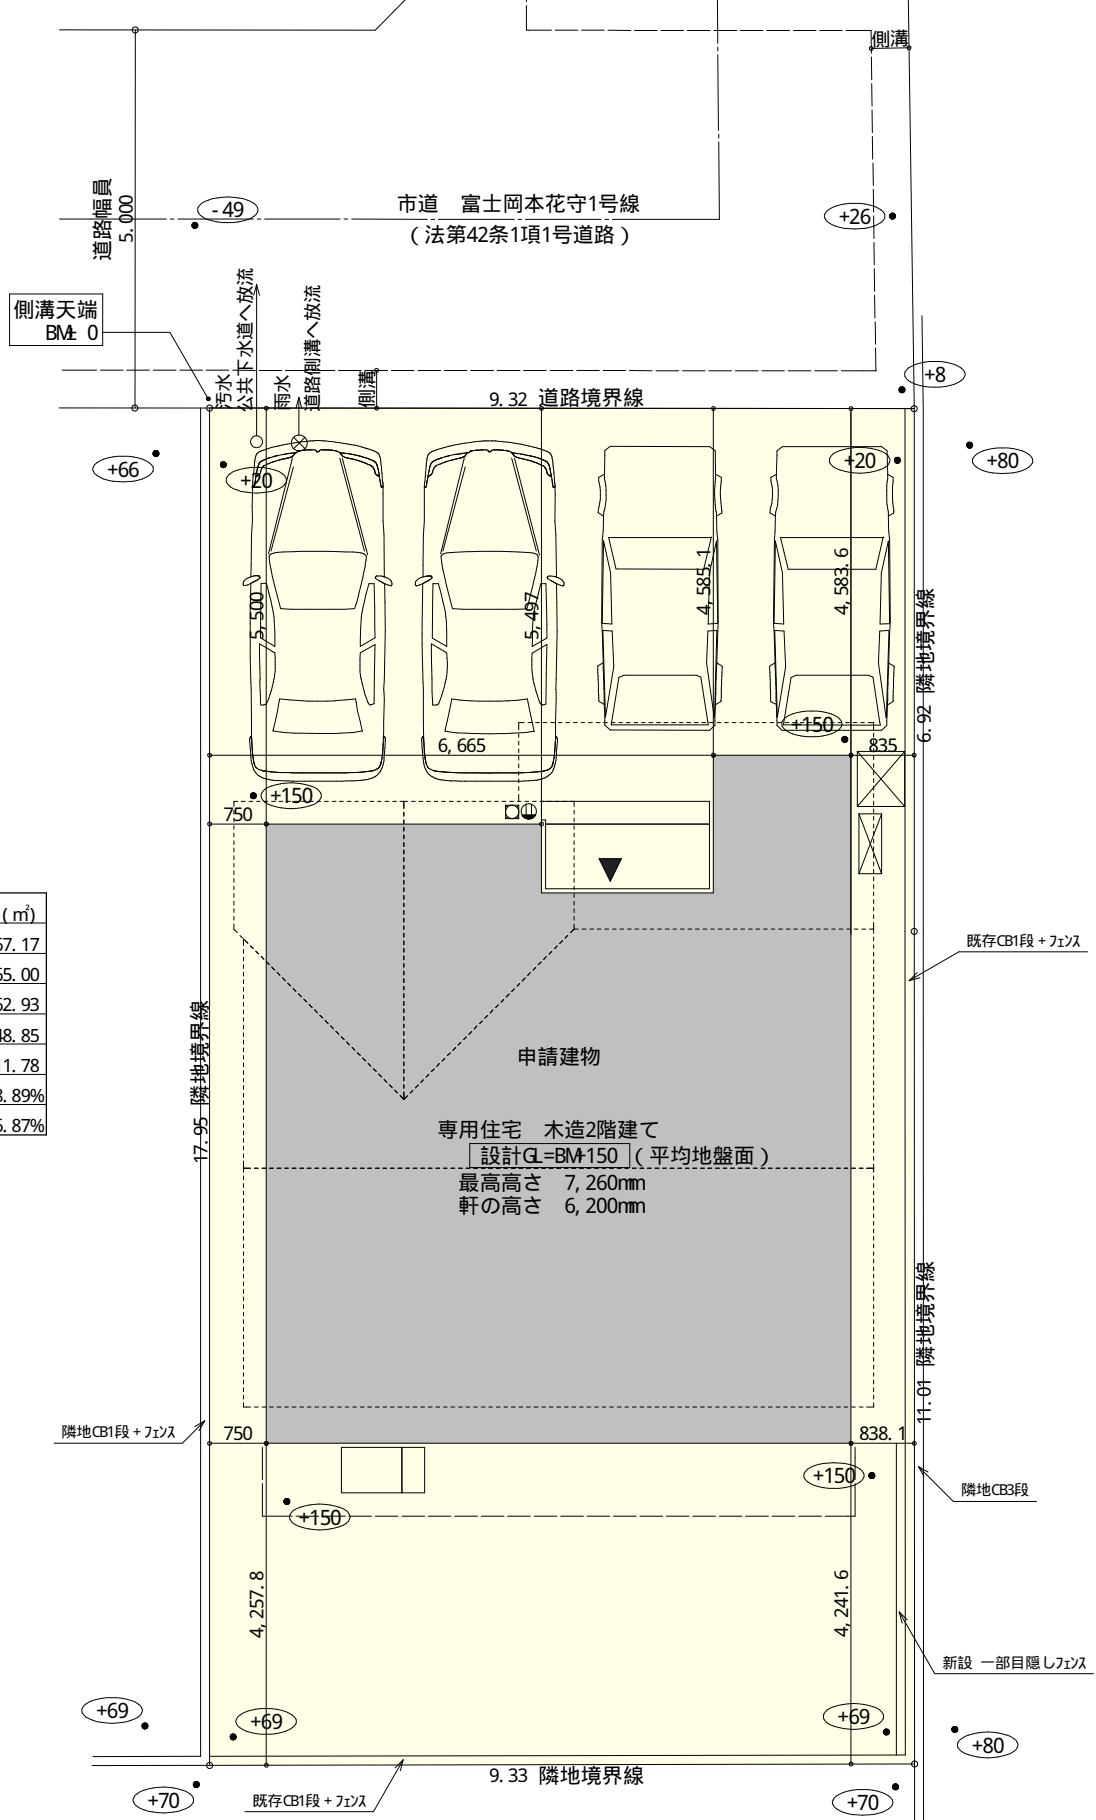 側溝
道路幅員
5.000
-49
市道　富士岡本花守1号線
（法第42条1項1号道路）
+26
側溝天端
BM± 0
汚水
公共下水道へ放流
雨水
道路側溝へ放流
側溝
9.32 道路境界線
+8
+66
+20
+20
+80
5,500
5,497
4,585.1
4,583.6
6.92 隣地境界線
+150
6,665
835
+150
750
(㎡)
57.17
65.00
62.93
48.85
11.78
8.89%
6.87%
既存CB1段+フェンス
17.95 隣地境界線
申請建物
専用住宅　木造2階建て
設計GL=BM+150（平均地盤面）
最高高さ　7,260mm
軒の高さ　6,200mm
11.01 隣地境界線
隣地CB1段+フェンス
750
838.1
+150
隣地CB3段
+150
4,257.8
4,241.6
新設 一部目隠しフェンス
+69
+69
+69
+80
9.33 隣地境界線
+70
既存CB1段+フェンス
+70